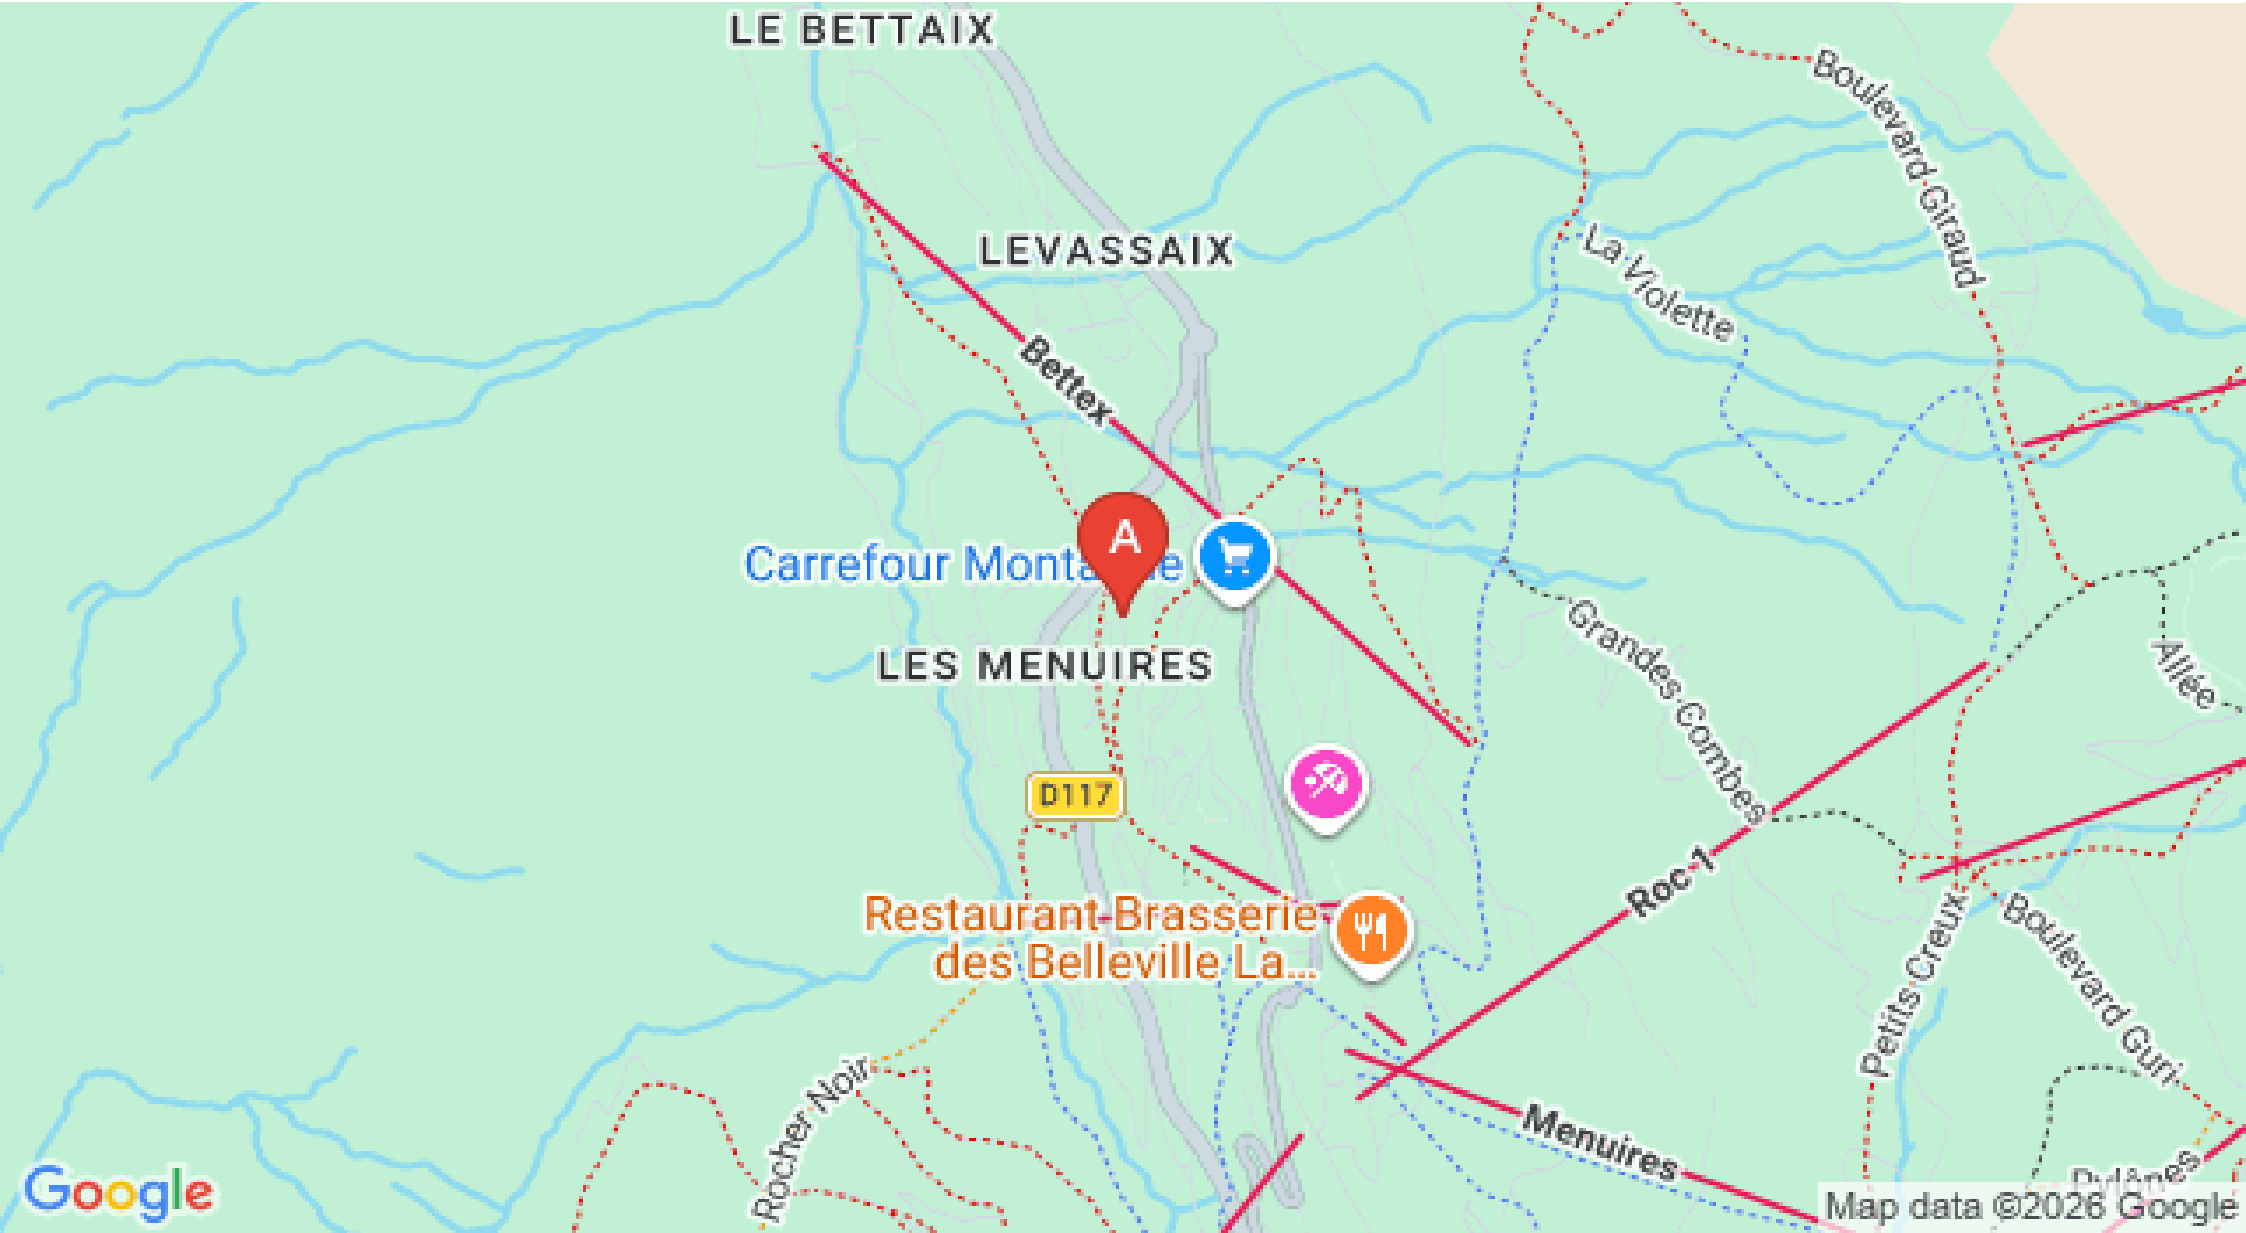 LE BETTAIX
Boulevard Giraud
LEVASSAIX
La Violette
Bettex
A
Carrefour Monta
Grandes Combes
LES MENUIRES
Allée
D117
Roc 1
Restaurant Brasserie
des Belleville La...
Petits Creux
Boulevard Guri
Rocher Noir
Menuires
Pylônes
Google
Map data ©2026 Google